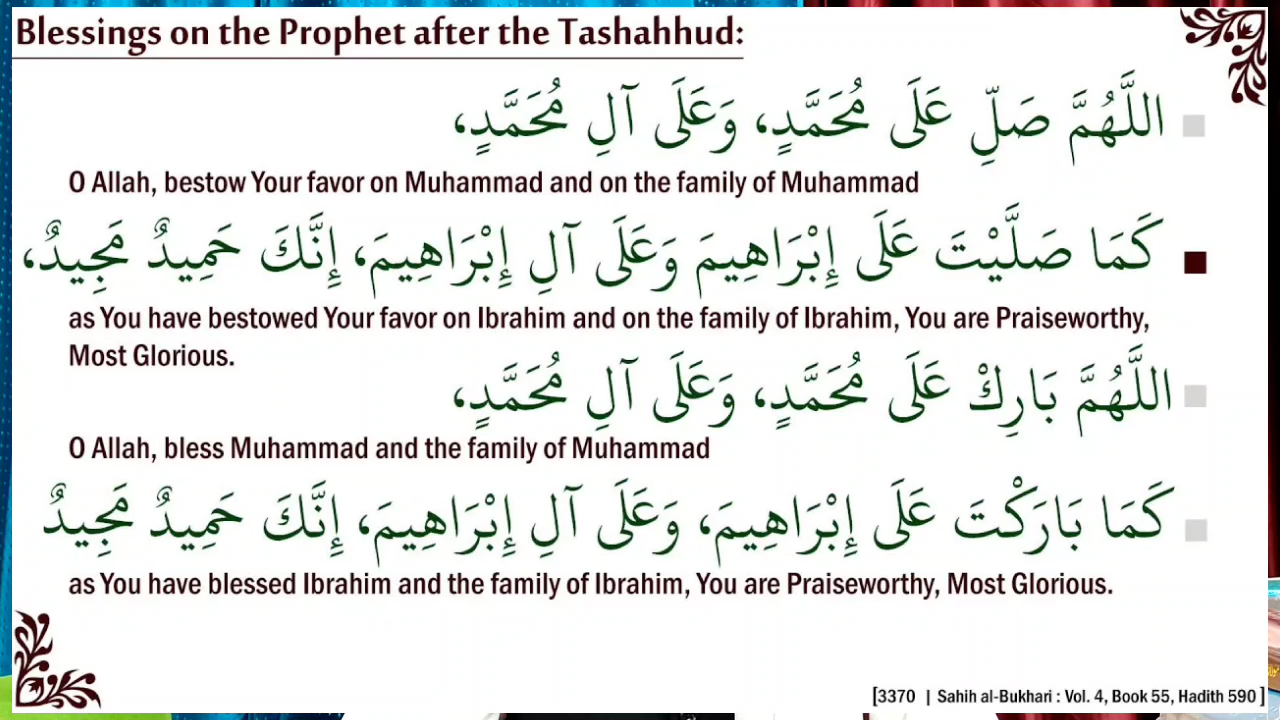 Blessings on the Prophet after the Tashahhud:
اللَّهُمَّ صَلِّ عَلَى مُحَمَّدٍ، وَعَلَى آلِ مُحَمَّدٍ،
O Allah, bestow Your favor on Muhammad and on the family of Muhammad
كَمَا صَلَّيْتَ عَلَى إِبْرَاهِيمَ وَعَلَى آلِ إِبْرَاهِيمَ، إِنَّكَ حَمِيدٌ مَجِيدٌ،
as You have bestowed Your favor on Ibrahim and on the family of Ibrahim, You are Praiseworthy,
Most Glorious.
اللَّهُمَّ بَارِكْ عَلَى مُحَمَّدٍ، وَعَلَى آلِ مُحَمَّدٍ،
O Allah, bless Muhammad and the family of Muhammad
كَمَا بَارَكْتَ عَلَى إِبْرَاهِيمَ، وَعَلَى آلِ إِبْرَاهِيمَ، إِنَّكَ حَمِيدٌ مَجِيدٌ
as You have blessed Ibrahim and the family of Ibrahim, You are Praiseworthy, Most Glorious.
[3370 | Sahih al-Bukhari : Vol. 4, Book 55, Hadith 590]